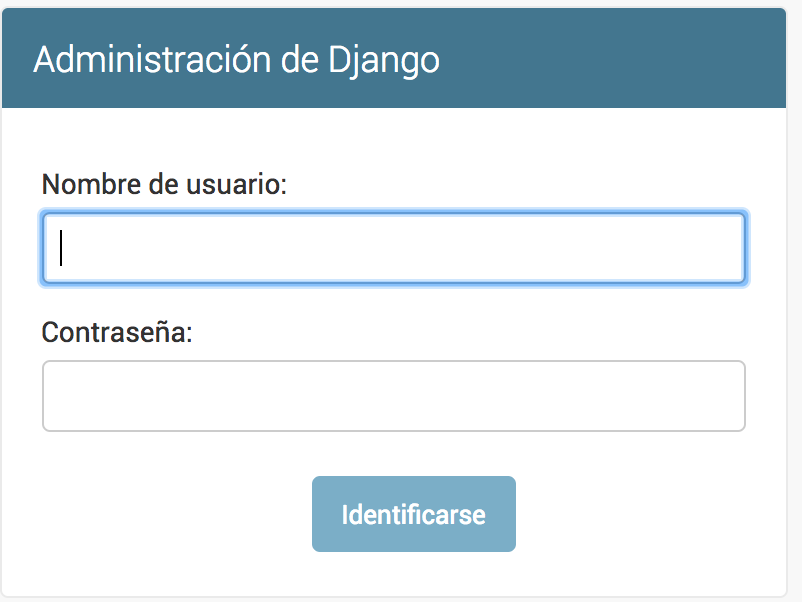 Administración de Django
Nombre de usuario:
Contraseña:
Identificarse